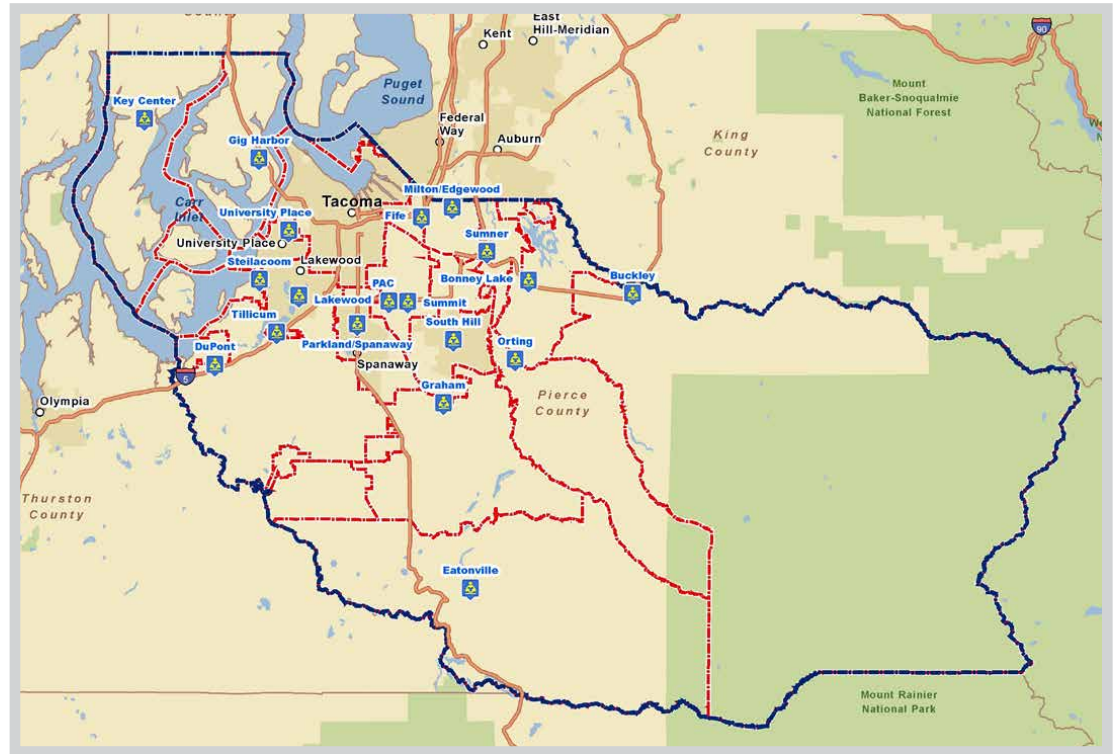 County
East
Hill-Meridian
Kent
90
Puget
Sound
Mount
Baker-Snoqualmie
National Forest
Key Center
Federal
Way
Auburn
King
County
Gig Harbor
Carr
Inlet
Tacoma
Milton/Edgewood
University Place
Fife
University Place
Sumner
Steilacoom
Lakewood
PAC
Bonney Lake
Buckley
Lakewood
Summit
Tillicum
South Hill
DuPont
Parkland/Spanaway
Orting
Spanaway
5
Graham
Pierce
County
Olympia
Thurston
County
Eatonville
Mount Rainier
National Park